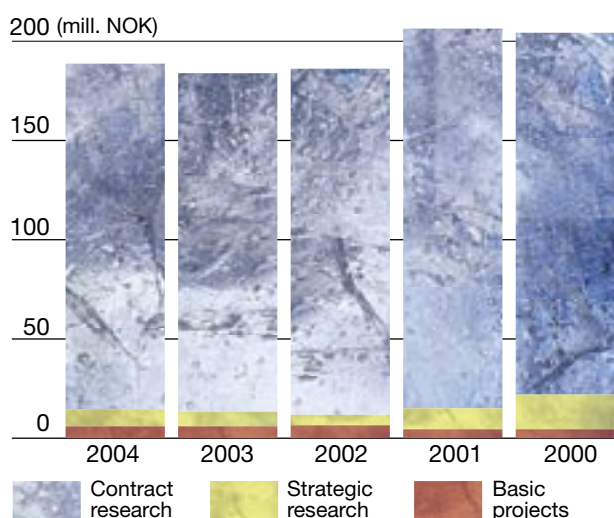 200 (mill. NOK)
150
100
50
0
2004 2003 2002 2001 2000
Contract research
Strategic research
Basic projects